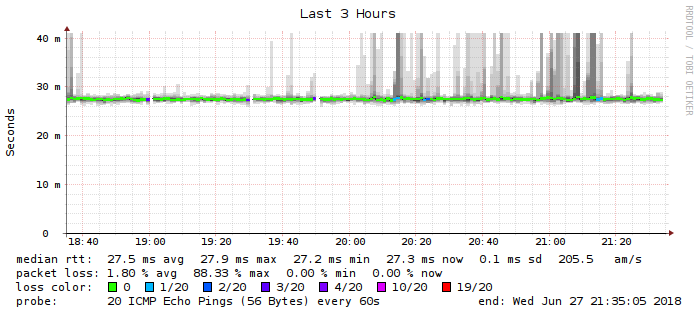 Last 3 Hours
RRDTOOL / TOBI OETIKER
Seconds
40 m
30 m
20 m
10 m
0
18:40 19:00 19:20 19:40 20:00 20:20 20:40 21:00 21:20
median rtt: 27.5 ms avg 27.9 ms max 27.2 ms min 27.3 ms now 0.1 ms sd 205.5 am/s
packet loss: 1.80 % avg 88.33 % max 0.00 % min 0.00 % now
loss color: 0 1/20 2/20 3/20 4/20 10/20 19/20
probe: 20 ICMP Echo Pings (56 Bytes) every 60s end: Wed Jun 27 21:35:05 2018